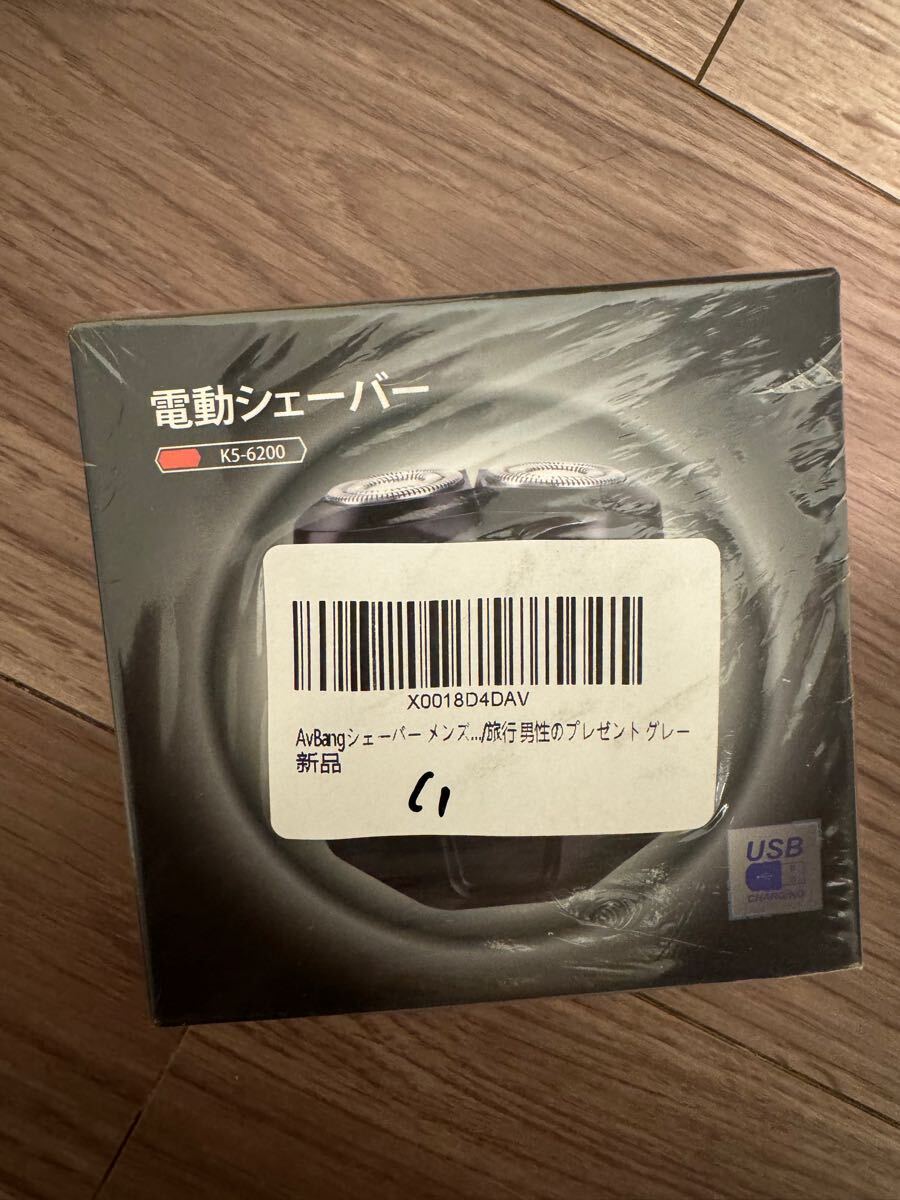 電動シェーバー
K5-6200
X0018D4DAV
AvBangシェーバー メンズ.../旅行 男性のプレゼント グレー
新品
C1
USB
CHARGING